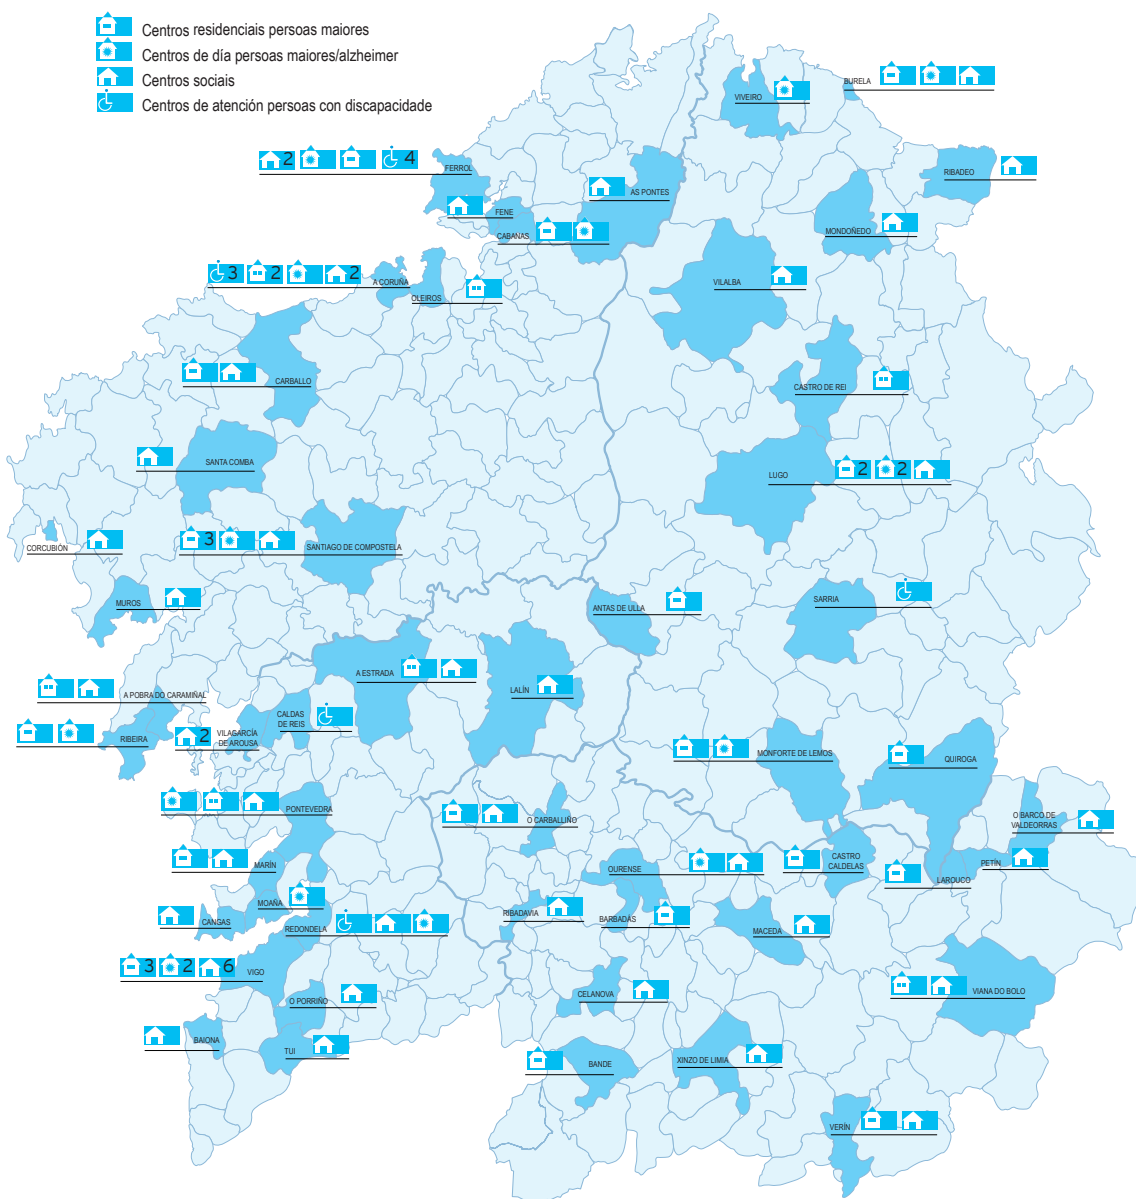 Centros residenciais persoas maiores
Centros de día persoas maiores/alzheimer
Centros sociais
Centros de atención persoas con discapacidade
VIVEIRO
BURELA
2 4
FERROL
RIBADEO
AS PONTES
FENE
CABANAS
MONDOÑEDO
3 2 2
A CORUÑA
OLEIROS
VILALBA
CARBALLO
CASTRO DE REI
SANTA COMBA
LUGO
2 2
CORCUBIÓN
3
SANTIAGO DE COMPOSTELA
MUROS
ANTAS DE ULLA
SARRIA
A ESTRADA
LALÍN
A POBRA DO CARAMIÑAL
RIBEIRA
2
VILAGARCÍA
DE AROUSA
CALDAS
DE REIS
MONFORTE DE LEMOS
QUIROGA
PONTEVEDRA
O CARBALLIÑO
O BARCO DE
VALDEORRAS
MARÍN
OURENSE
CASTRO
CALDELAS
LAROUCO
PETÍN
MOAÑA
CANGAS
REDONDELA
RIBADAVIA
BARBADÁS
MACEDA
3 2 6
VIGO
O PORRIÑO
CELANOVA
VIANA DO BOLO
BAIONA
TUI
BANDE
XINZO DE LIMIA
VERÍN